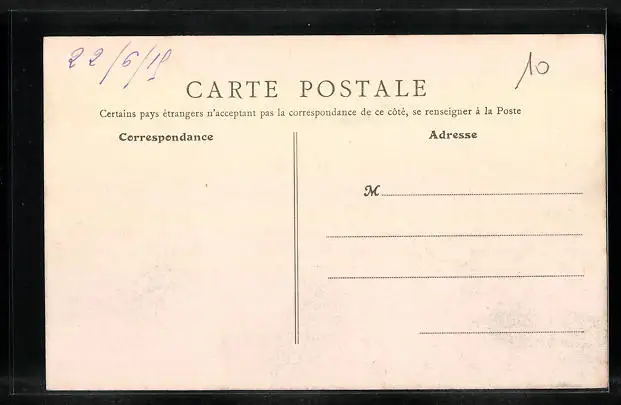 22/6/15
/10
CARTE POSTALE
Certains pays étrangers n'acceptant pas la correspondance de ce côté, se renseigner à la Poste
Correspondance
Adresse
M